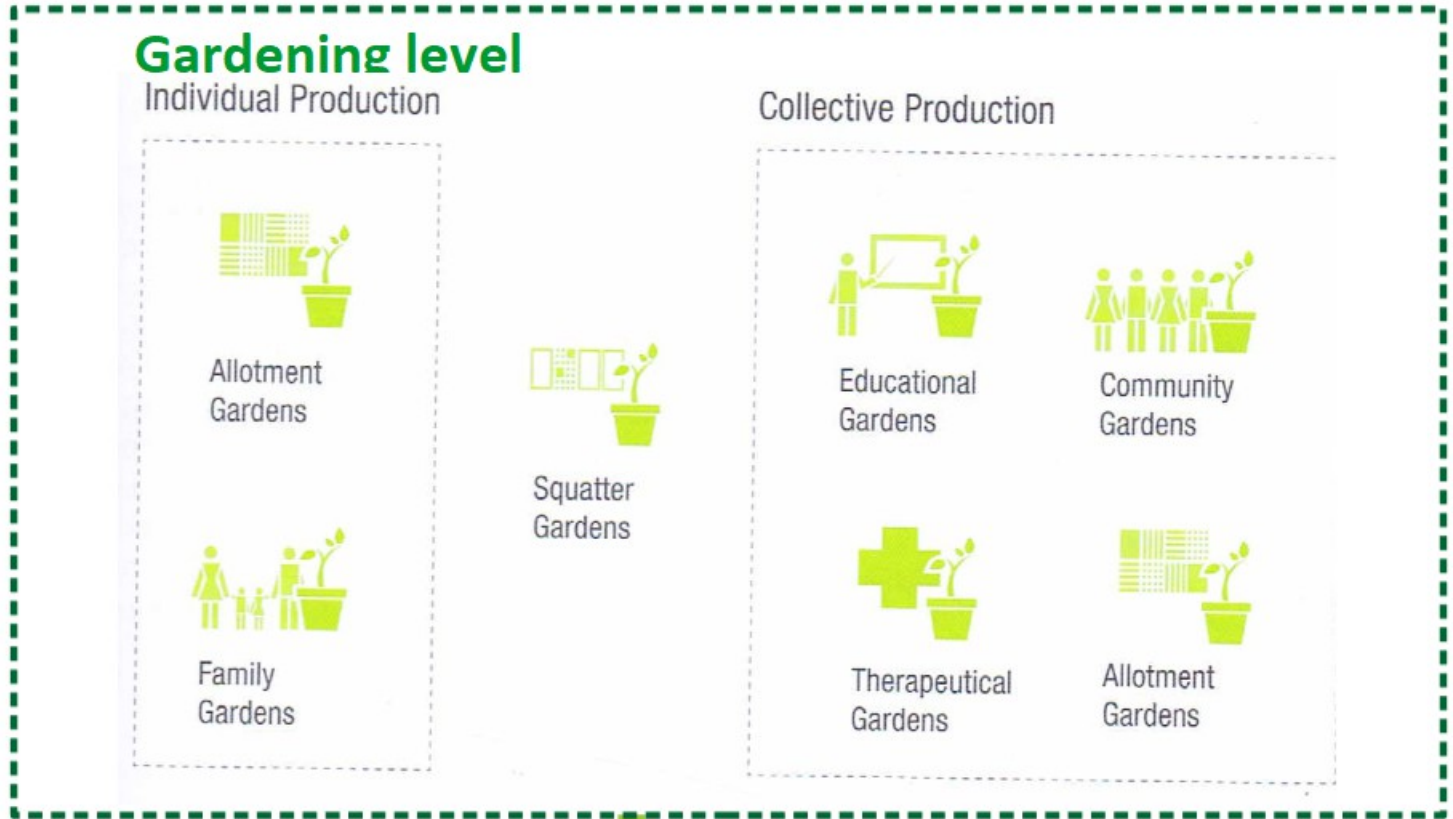 Gardening level
Individual Production
Collective Production
Allotment
Gardens
Family
Gardens
Squatter
Gardens
Educational
Gardens
Community
Gardens
Therapeutical
Gardens
Allotment
Gardens